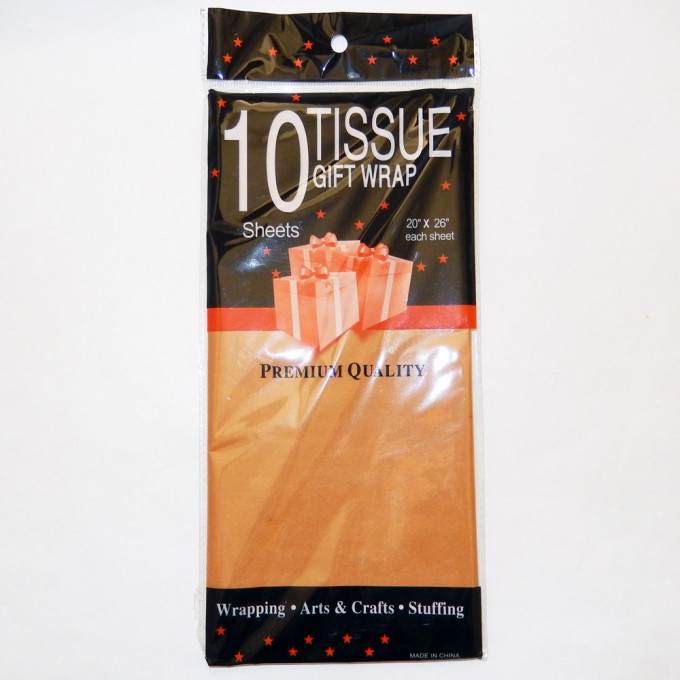 10 TISSUE
GIFT WRAP
Sheets
20" X 26"
each sheet
PREMIUM QUALITY
Wrapping • Arts & Crafts • Stuffing
MADE IN CHINA